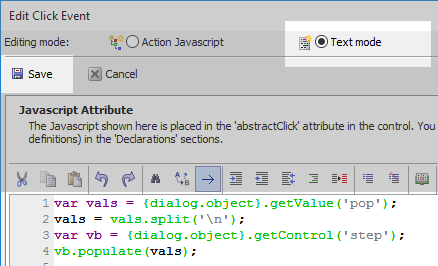 Edit Click Event
Editing mode: Action Javascript Text mode
Save Cancel
Javascript Attribute
The Javascript shown here is placed in the 'abstractClick' attribute in the control. You
definitions) in the 'Declarations' sections.
1 var vals = {dialog.object}.getValue('pop');
2 vals = vals.split('\n');
3 var vb = {dialog.object}.getControl('step');
4 vb.populate(vals);